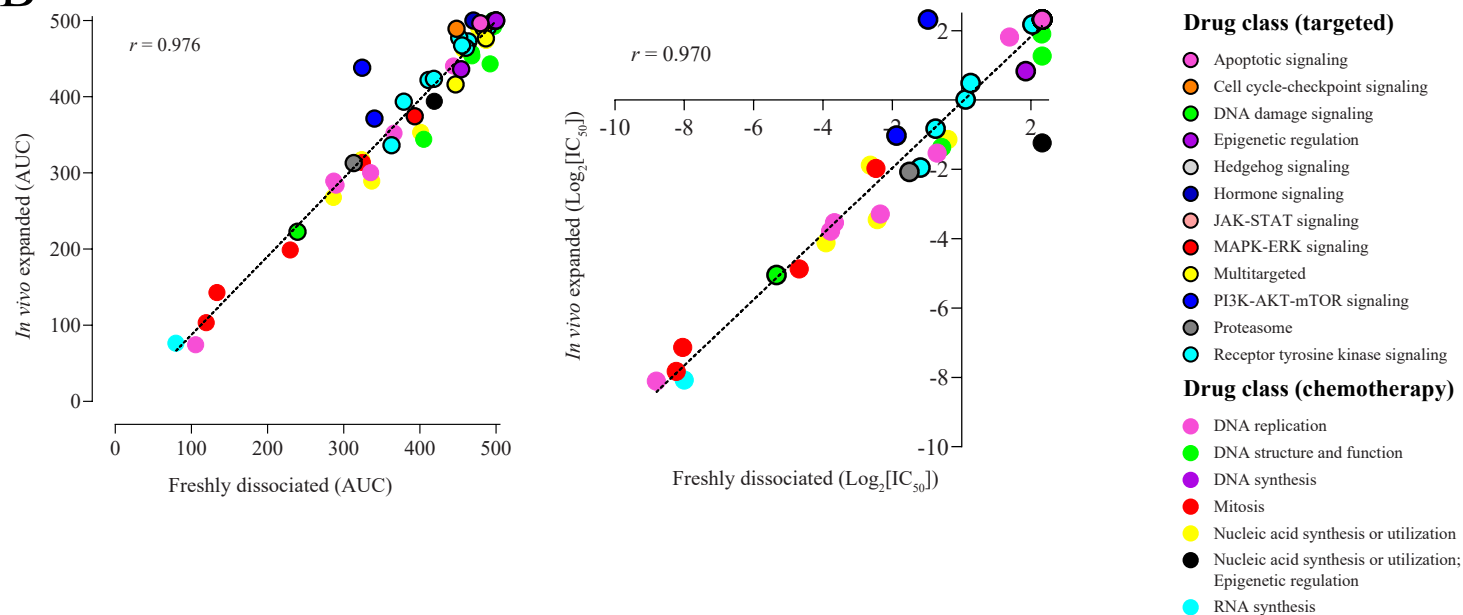 B
500
400
300
200
100
0
r = 0.976
In vivo expanded (AUC)
0 100 200 300 400 500
Freshly dissociated (AUC)
r = 0.970
-10 -8 -6 -4 -2 2
2
-2
-4
-6
-8
-10
In vivo expanded (Log2[IC50])
Freshly dissociated (Log2[IC50])
Drug class (targeted)
Apoptotic signaling
Cell cycle-checkpoint signaling
DNA damage signaling
Epigenetic regulation
Hedgehog signaling
Hormone signaling
JAK-STAT signaling
MAPK-ERK signaling
Multitargeted
PI3K-AKT-mTOR signaling
Proteasome
Receptor tyrosine kinase signaling
Drug class (chemotherapy)
DNA replication
DNA structure and function
DNA synthesis
Mitosis
Nucleic acid synthesis or utilization
Nucleic acid synthesis or utilization;
Epigenetic regulation
RNA synthesis